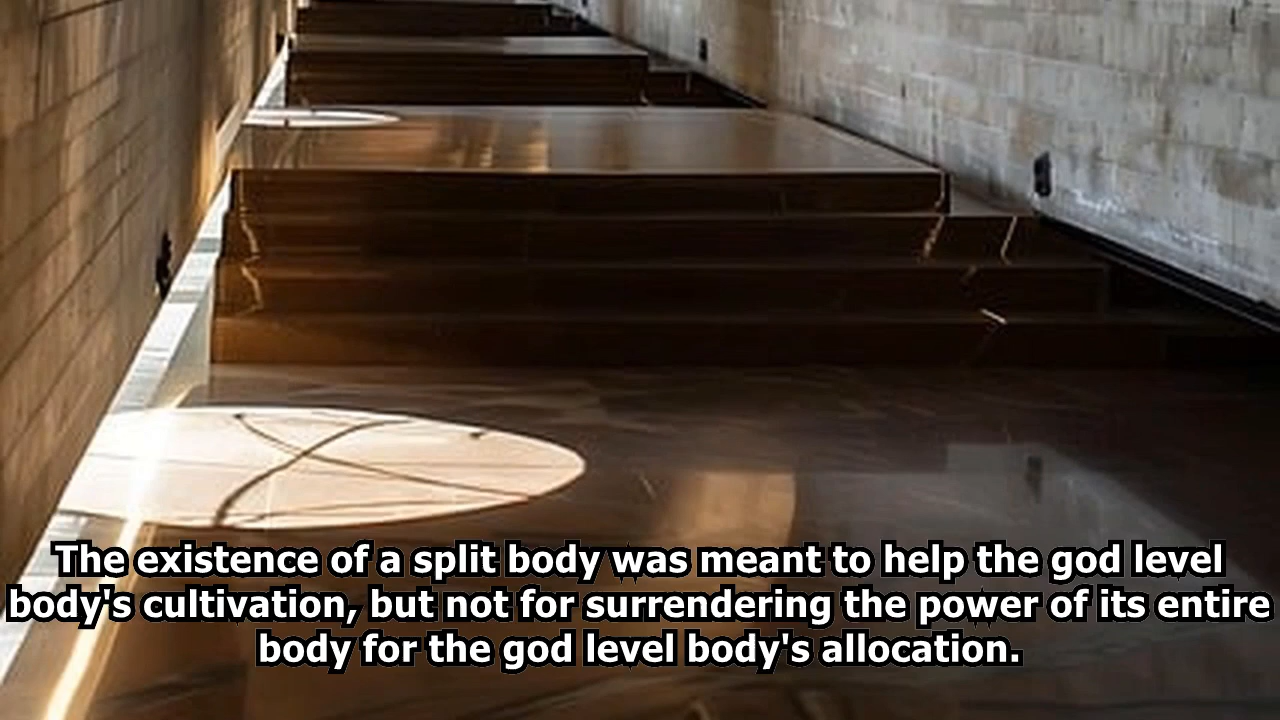 The existence of a split body was meant to help the god level
body's cultivation, but not for surrendering the power of its entire
body for the god level body's allocation.